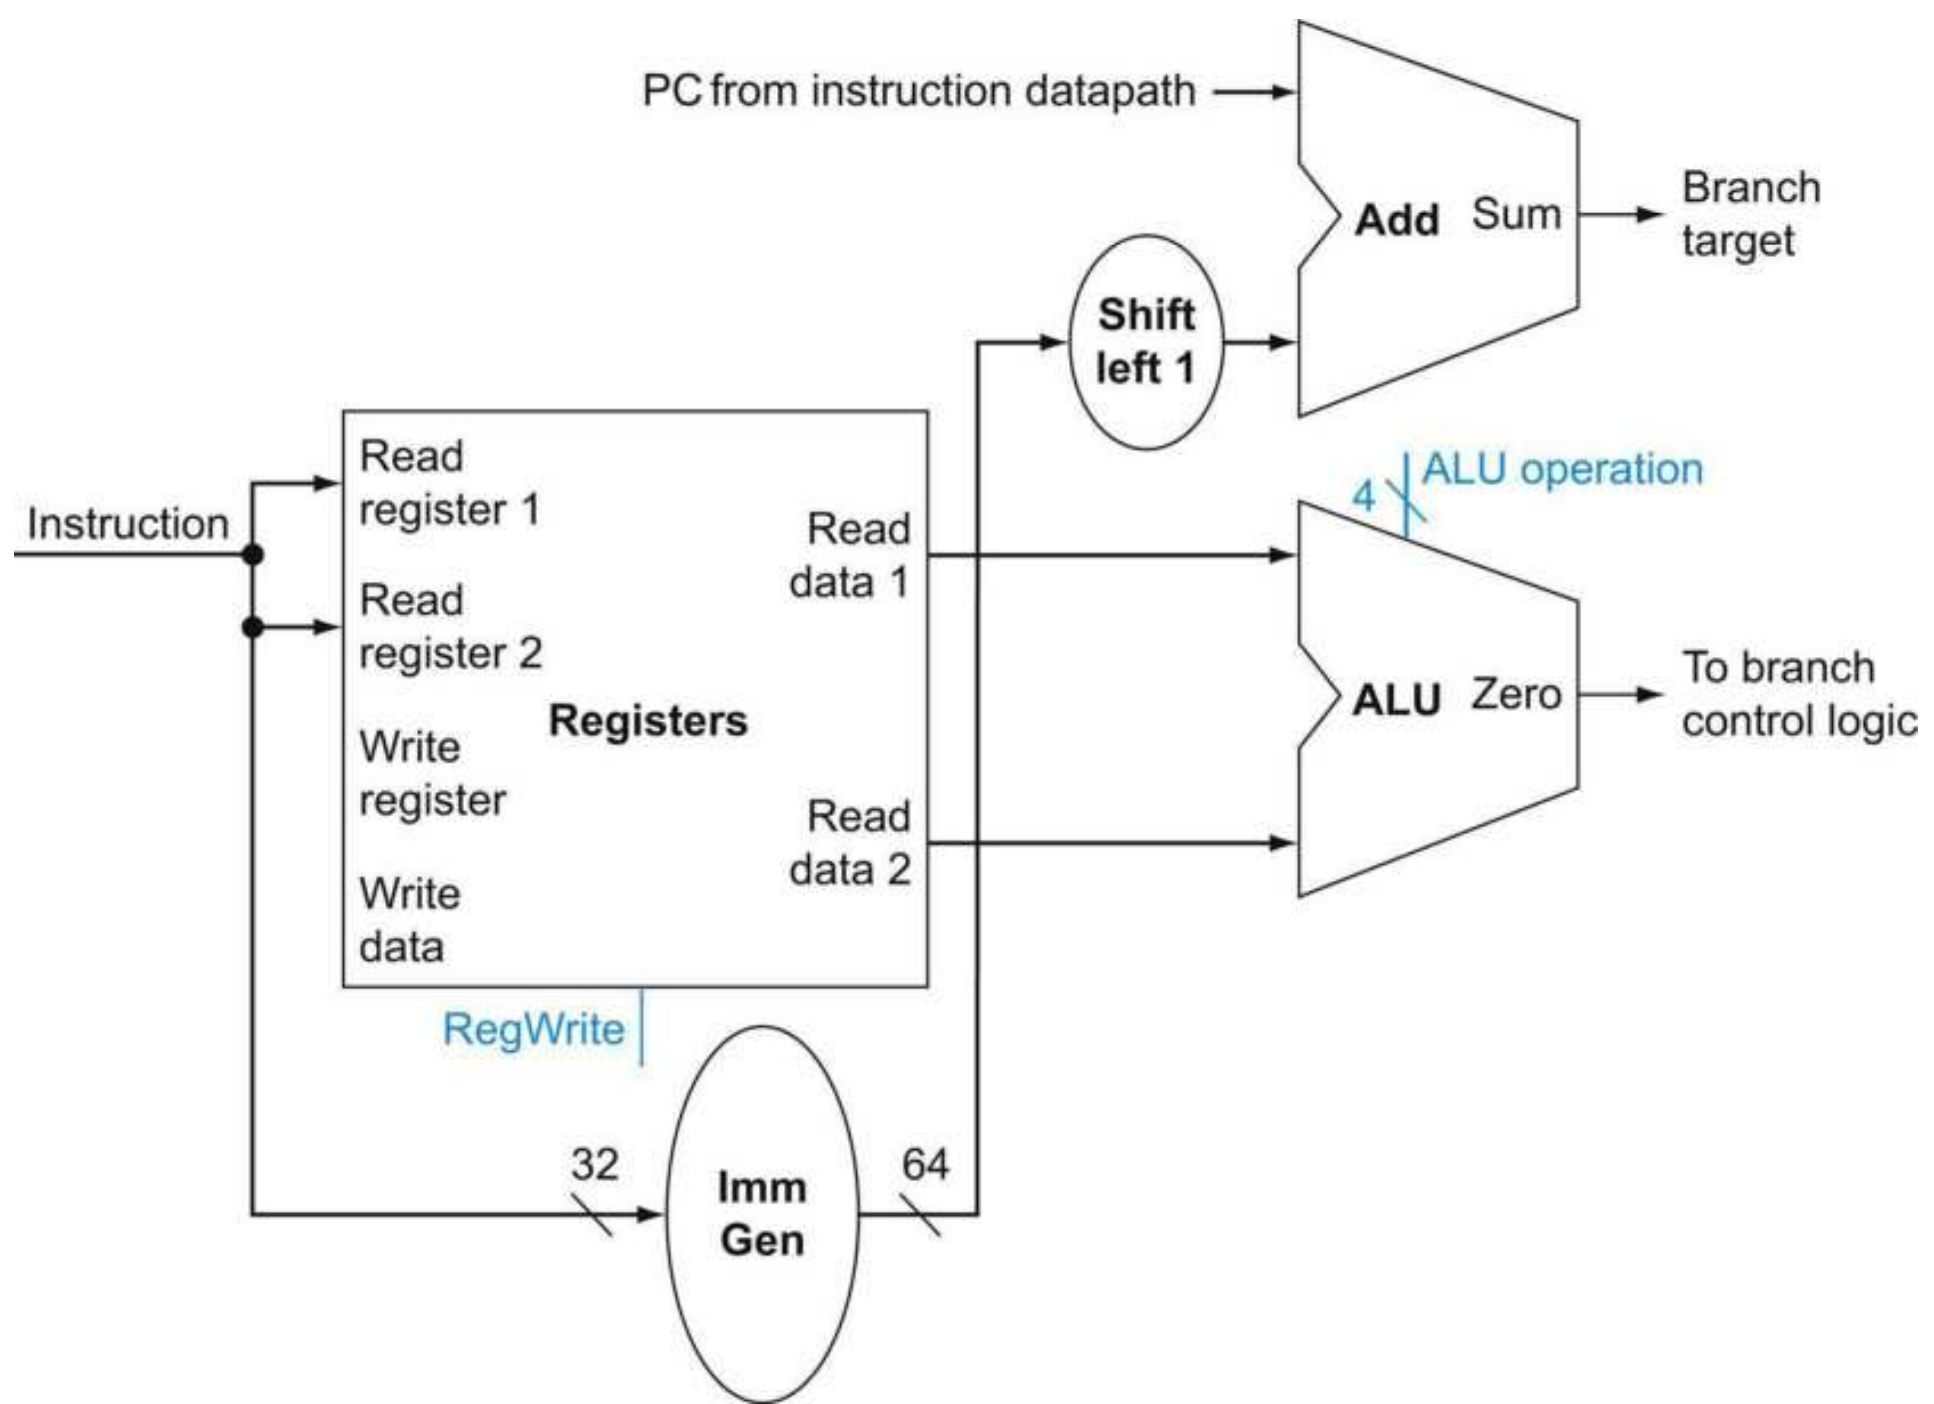 PC from instruction datapath
Add
Sum
Branch
target
Shift
left 1
ALU operation
4
Instruction
Read
register 1
Read
register 2
Write
register
Write
data
Registers
Read
data 1
Read
data 2
ALU
Zero
To branch
control logic
RegWrite
32
Imm
Gen
64